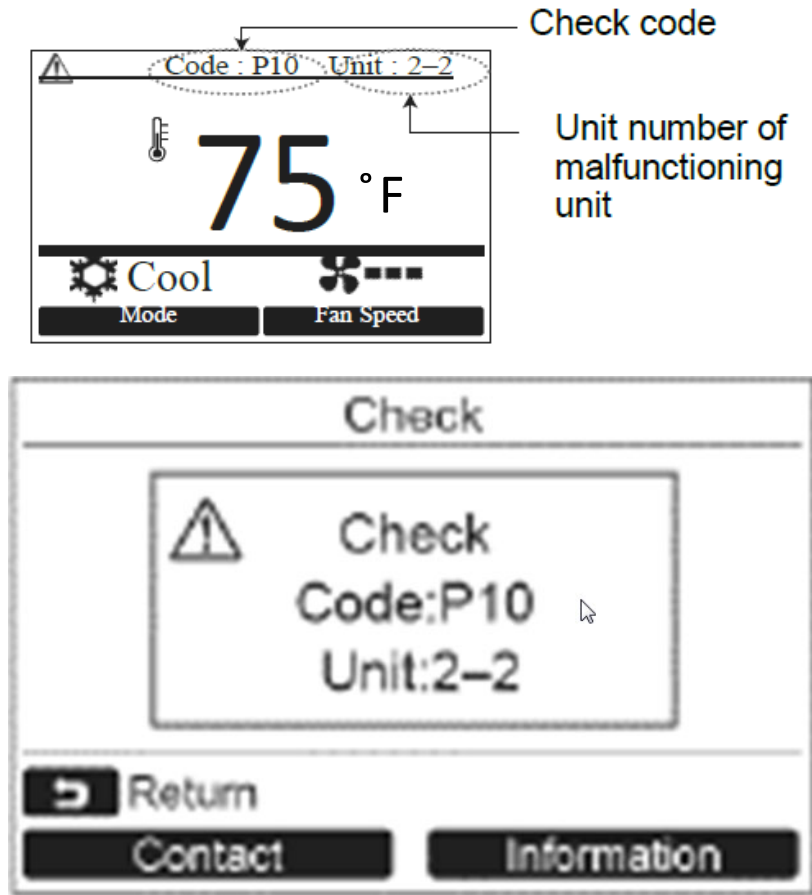 Check code
Code : P10 Unit : 2–2
Unit number of
malfunctioning
unit
75 °F
Cool
Mode Fan Speed
Check
Check
Code:P10
Unit:2–2
Return
Contact Information